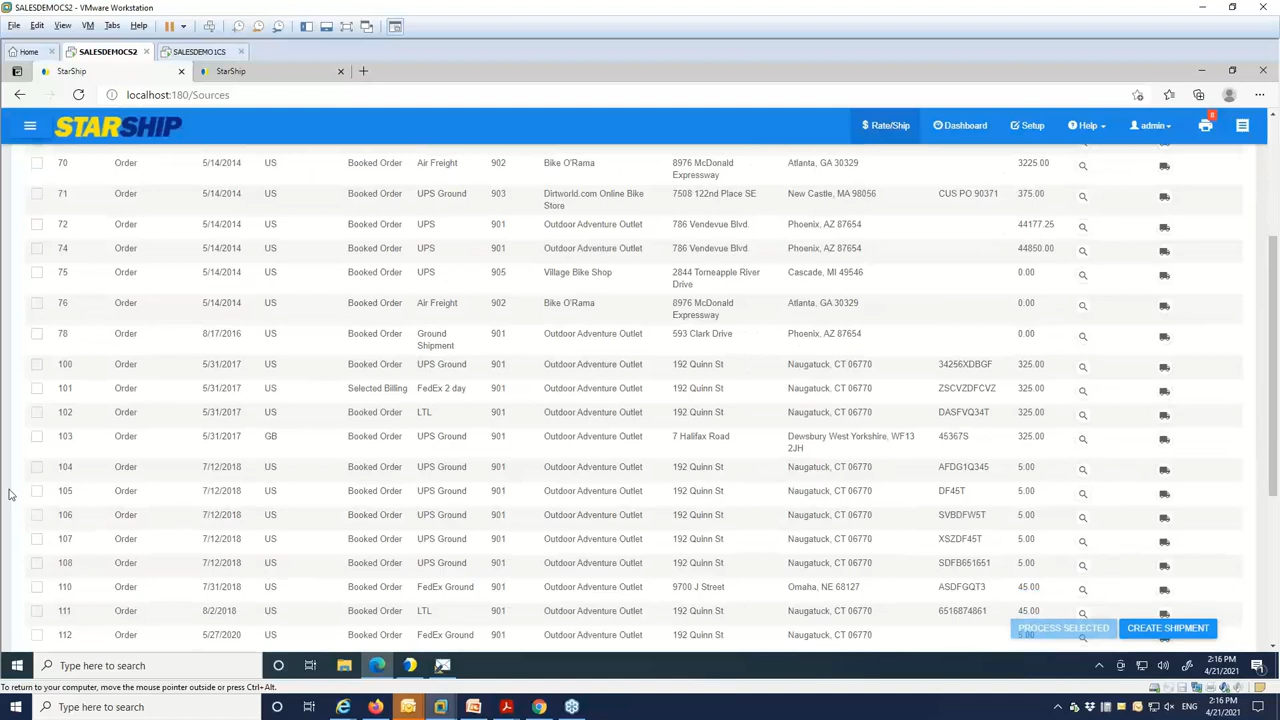 SALESDEMOCS2 - VMware Workstation
File Edit View VM Tabs Help
Home SALESDEMOCS2 SALESDEMO1CS
StarShip StarShip
localhost:180/Sources
STARSHIP Rate/Ship Dashboard Setup Help admin 8
70 Order 5/14/2014 US Booked Order Air Freight 902 Bike O'Rama 8976 McDonald Atlanta, GA 30329 3225.00
Expressway
71 Order 5/14/2014 US Booked Order UPS Ground 903 Dirtworld.com Online Bike 7508 122nd Place SE New Castle, MA 98056 CUS PO 90371 375.00
Store
72 Order 5/14/2014 US Booked Order UPS 901 Outdoor Adventure Outlet 786 Vendevue Blvd. Phoenix, AZ 87654 44177.25
74 Order 5/14/2014 US Booked Order UPS 901 Outdoor Adventure Outlet 786 Vendevue Blvd. Phoenix, AZ 87654 44850.00
75 Order 5/14/2014 US Booked Order UPS 905 Village Bike Shop 2844 Torneapple River Cascade, MI 49546 0.00
Drive
76 Order 5/14/2014 US Booked Order Air Freight 902 Bike O'Rama 8976 McDonald Atlanta, GA 30329 0.00
Expressway
78 Order 8/17/2016 US Booked Order Ground 901 Outdoor Adventure Outlet 593 Clark Drive Phoenix, AZ 87654 0.00
Shipment
100 Order 5/31/2017 US Booked Order UPS Ground 901 Outdoor Adventure Outlet 192 Quinn St Naugatuck, CT 06770 34256XDBGF 325.00
101 Order 5/31/2017 US Selected Billing FedEx 2 day 901 Outdoor Adventure Outlet 192 Quinn St Naugatuck, CT 06770 ZSCVZDFCVZ 325.00
102 Order 5/31/2017 US Booked Order LTL 901 Outdoor Adventure Outlet 192 Quinn St Naugatuck, CT 06770 DASFVQ34T 325.00
103 Order 5/31/2017 GB Booked Order UPS Ground 901 Outdoor Adventure Outlet 7 Halifax Road Dewsbury West Yorkshire, WF13 45367S 325.00
2JH
104 Order 7/12/2018 US Booked Order UPS Ground 901 Outdoor Adventure Outlet 192 Quinn St Naugatuck, CT 06770 AFDG1Q345 5.00
105 Order 7/12/2018 US Booked Order UPS Ground 901 Outdoor Adventure Outlet 192 Quinn St Naugatuck, CT 06770 DF45T 5.00
106 Order 7/12/2018 US Booked Order UPS Ground 901 Outdoor Adventure Outlet 192 Quinn St Naugatuck, CT 06770 SVBDFW5T 5.00
107 Order 7/12/2018 US Booked Order UPS Ground 901 Outdoor Adventure Outlet 192 Quinn St Naugatuck, CT 06770 XSZDF45T 5.00
108 Order 7/12/2018 US Booked Order UPS Ground 901 Outdoor Adventure Outlet 192 Quinn St Naugatuck, CT 06770 SDFB651651 5.00
110 Order 7/31/2018 US Booked Order FedEx Ground 901 Outdoor Adventure Outlet 9700 J Street Omaha, NE 68127 ASDFGQT3 45.00
111 Order 8/2/2018 US Booked Order LTL 901 Outdoor Adventure Outlet 192 Quinn St Naugatuck, CT 06770 6516874861 45.00
112 Order 5/27/2020 US Booked Order FedEx Ground 901 Outdoor Adventure Outlet 192 Quinn St Naugatuck, CT 06770 5.00
PROCESS SELECTED CREATE SHIPMENT
Type here to search 2:16 PM
4/21/2021
To return to your computer, move the mouse pointer outside or press Ctrl+Alt.
Type here to search ENG 2:16 PM
4/21/2021